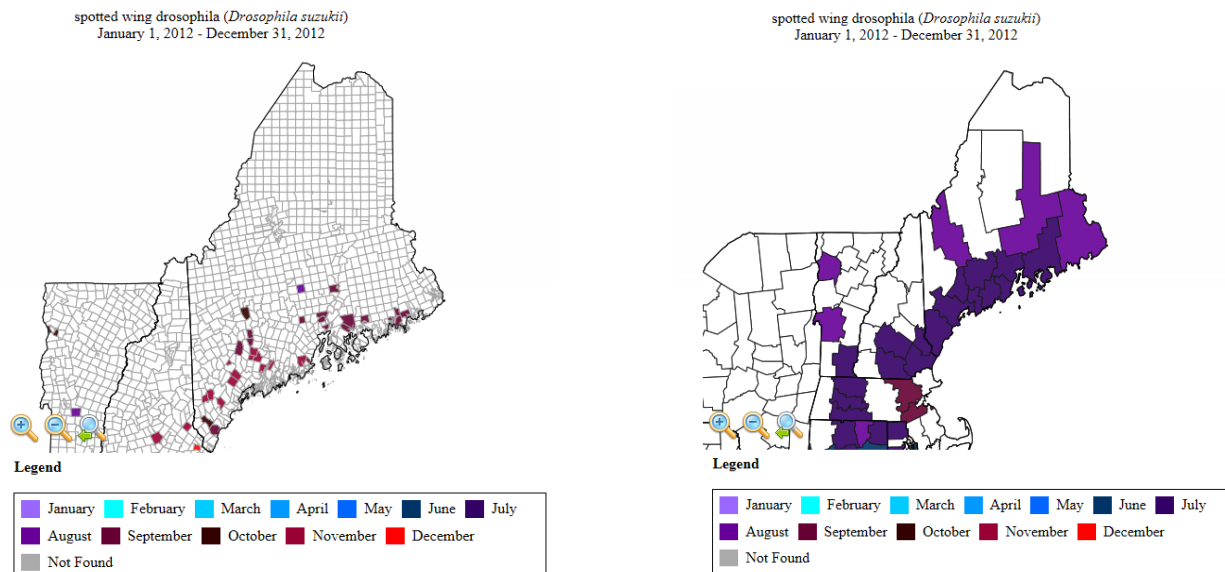 spotted wing drosophila (Drosophila suzukii)
January 1, 2012 - December 31, 2012
Legend
January February March April May June July
August September October November December
Not Found
spotted wing drosophila (Drosophila suzukii)
January 1, 2012 - December 31, 2012
Legend
January February March April May June July
August September October November December
Not Found